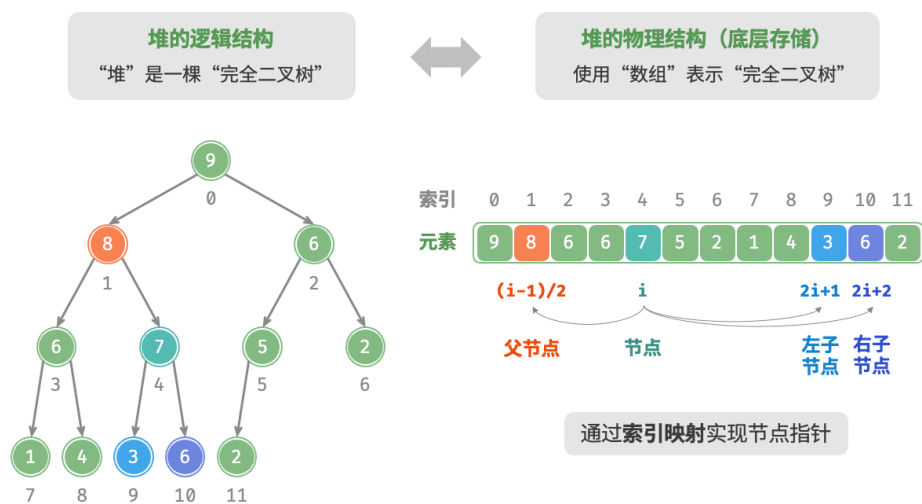 堆的逻辑结构
“堆”是一棵“完全二叉树”
堆的物理结构（底层存储）
使用“数组”表示“完全二叉树”
9
0
8 6
1 2
6 7 5 2
3 4 5 6
1 4 3 6 2
7 8 9 10 11
索引 0 1 2 3 4 5 6 7 8 9 10 11
元素 9 8 6 6 7 5 2 1 4 3 6 2
(i-1)/2 i 2i+1 2i+2
父节点 节点 左子节点 右子节点
通过索引映射实现节点指针